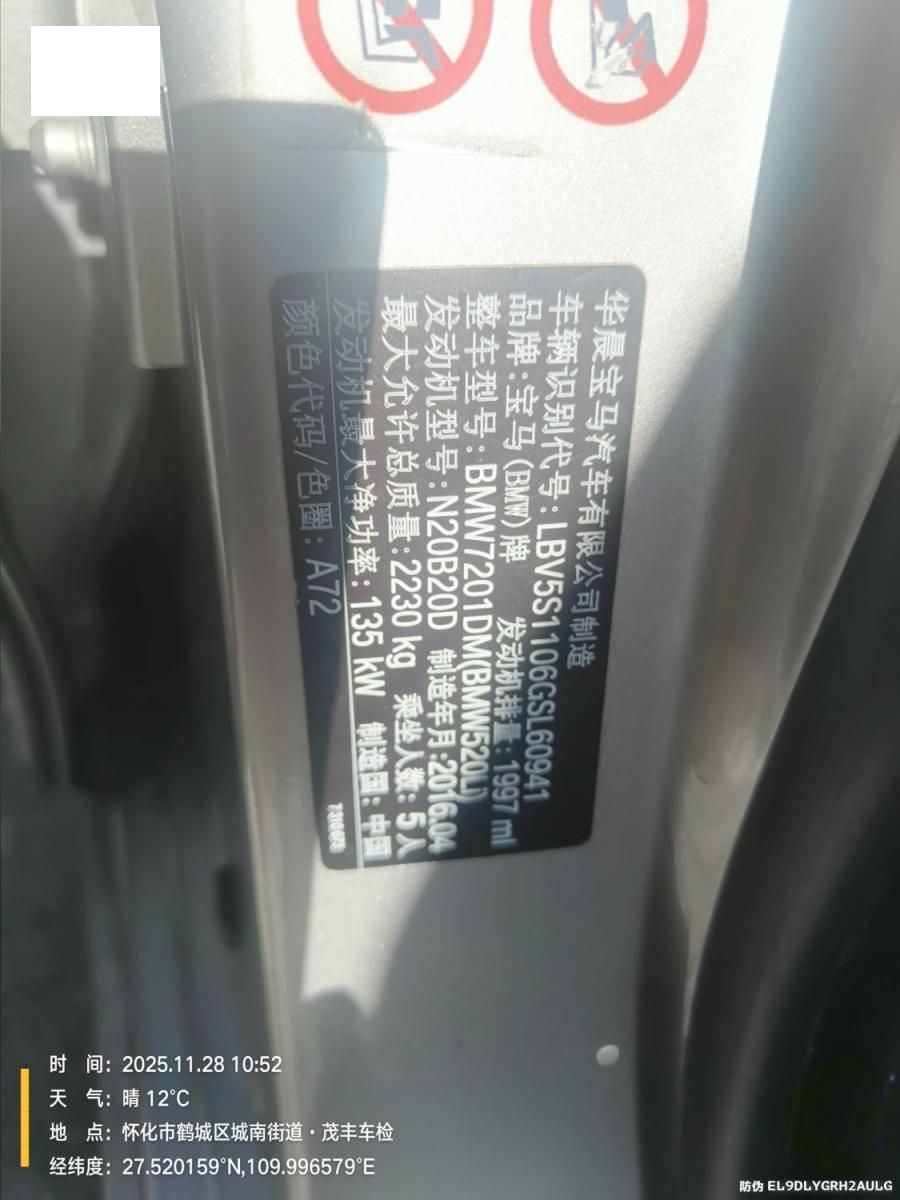 华晨宝马汽车有限公司制造
车辆识别代号:LBV5S1106GSL60941
品牌:宝马(BMW)牌 发动机排量:1997 ml
整车型号:BMW7201DM(BMW520Li)
发动机型号:N20B20D 制造年月:2016.04
最大允许总质量:2230 kg 乘坐人数:5人
发动机最大净功率:135 kW 制造国:中国
颜色代码/色圈:A72
7310673
时 间:2025.11.28 10:52
天 气:晴 12℃
地 点:怀化市鹤城区城南街道·茂丰车检
经纬度:27.520159°N,109.996579°E
防伪 EL9DLYGRH2AULG